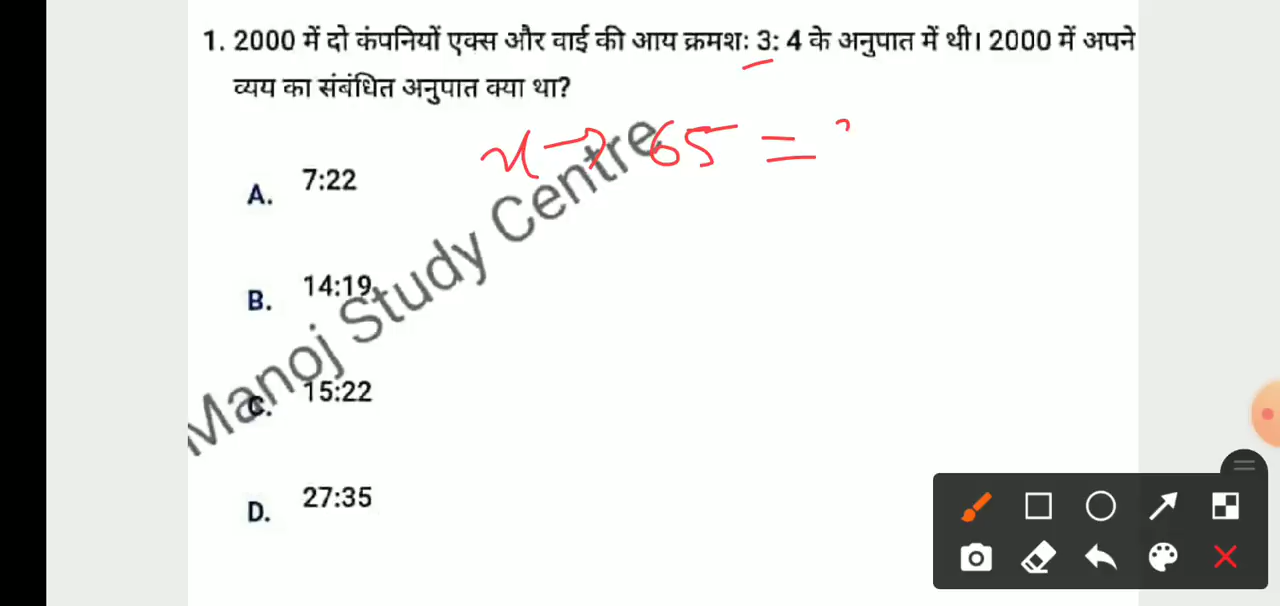 1. 2000 में दो कंपनियों एक्स और वाई की आय क्रमशः 3: 4 के अनुपात में थी। 2000 में अपने
व्यय का संबंधित अनुपात क्या था?
x → 65 = ?
A. 7:22
B. 14:19
C. 15:22
D. 27:35
Manoj Study Centre